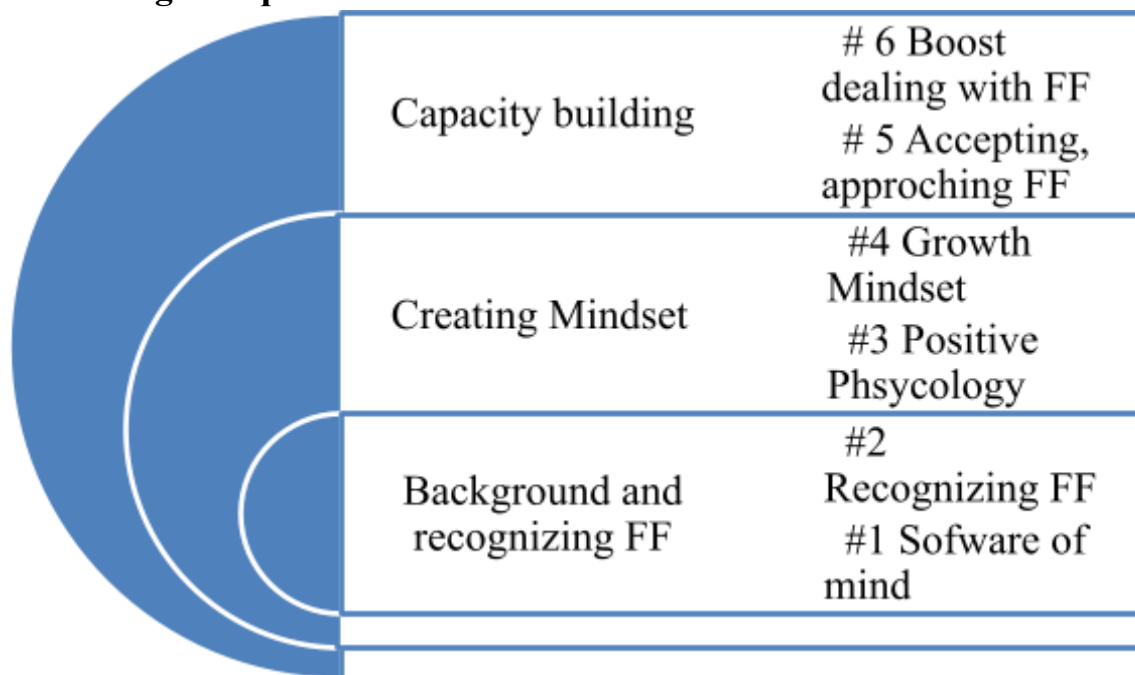 Capacity building
# 6 Boost
dealing with FF
# 5 Accepting,
approching FF
Creating Mindset
#4 Growth
Mindset
#3 Positive
Phsycology
Background and
recognizing FF
#2
Recognizing FF
#1 Sofware of
mind